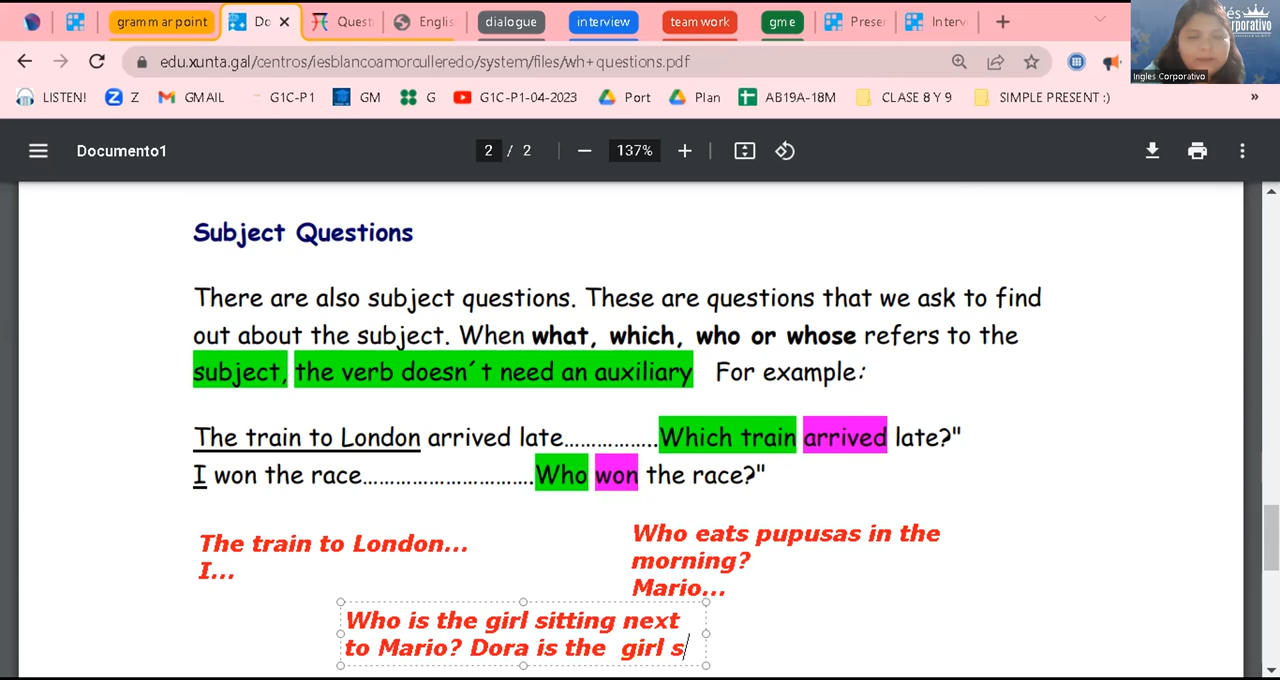 grammar point
Do
Questi
Englis
dialogue
interview
team work
gme
Preser
Interv
edu.xunta.gal/centros/iesblancoamorculleredo/system/files/wh+questions.pdf
Ingles Corporativo
LISTEN!
Z
GMAIL
G1C-P1
GM
G
G1C-P1-04-2023
Port
Plan
AB19A-18M
CLASE 8 Y 9
SIMPLE PRESENT :)
»
Documento1
2 / 2
137%
Subject Questions
There are also subject questions. These are questions that we ask to find
out about the subject. When what, which, who or whose refers to the
subject, the verb doesn´t need an auxiliary For example:
The train to London arrived late……………..Which train arrived late?"
I won the race………………………….Who won the race?"
The train to London...
I...
Who eats pupusas in the
morning?
Mario...
Who is the girl sitting next
to Mario? Dora is the  girl s